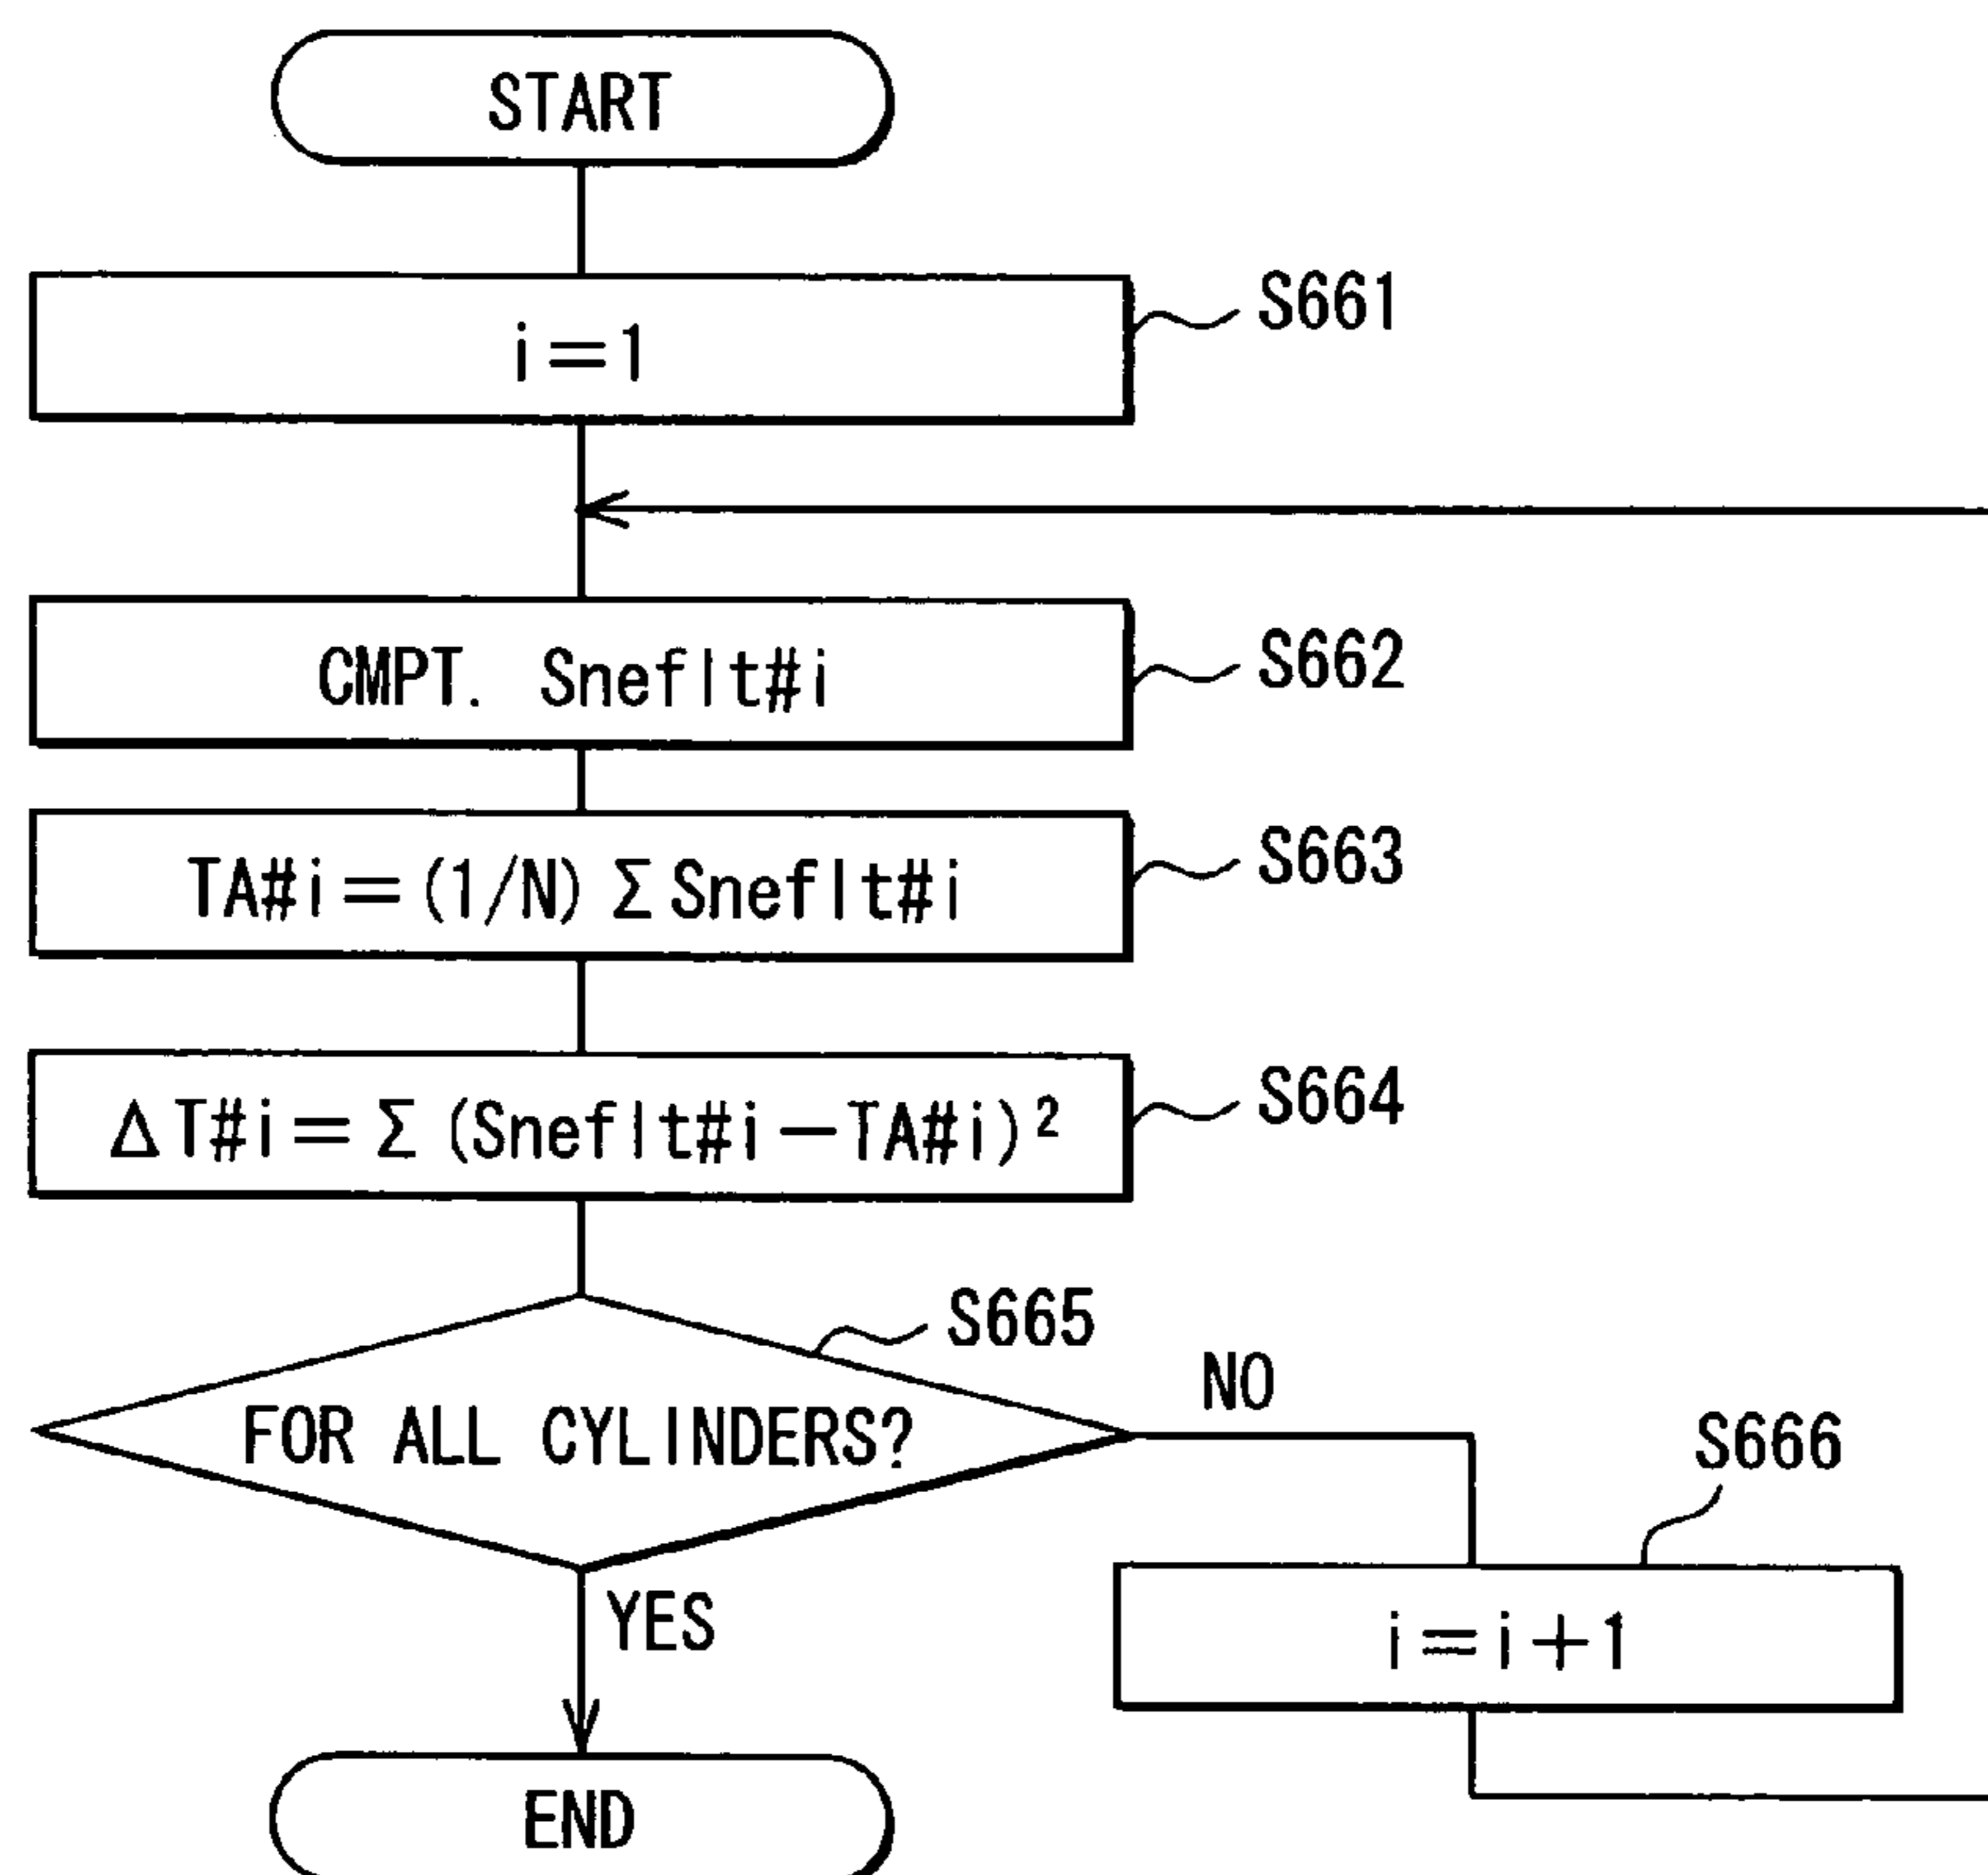 START
i=1
S661
CMPT. Sneflt#i
S662
TA#i=(1/N)ΣSneflt#i
S663
ΔT#i=Σ(Sneflt#i−TA#i)²
S664
S665
FOR ALL CYLINDERS?
NO
S666
YES
i=i+1
END